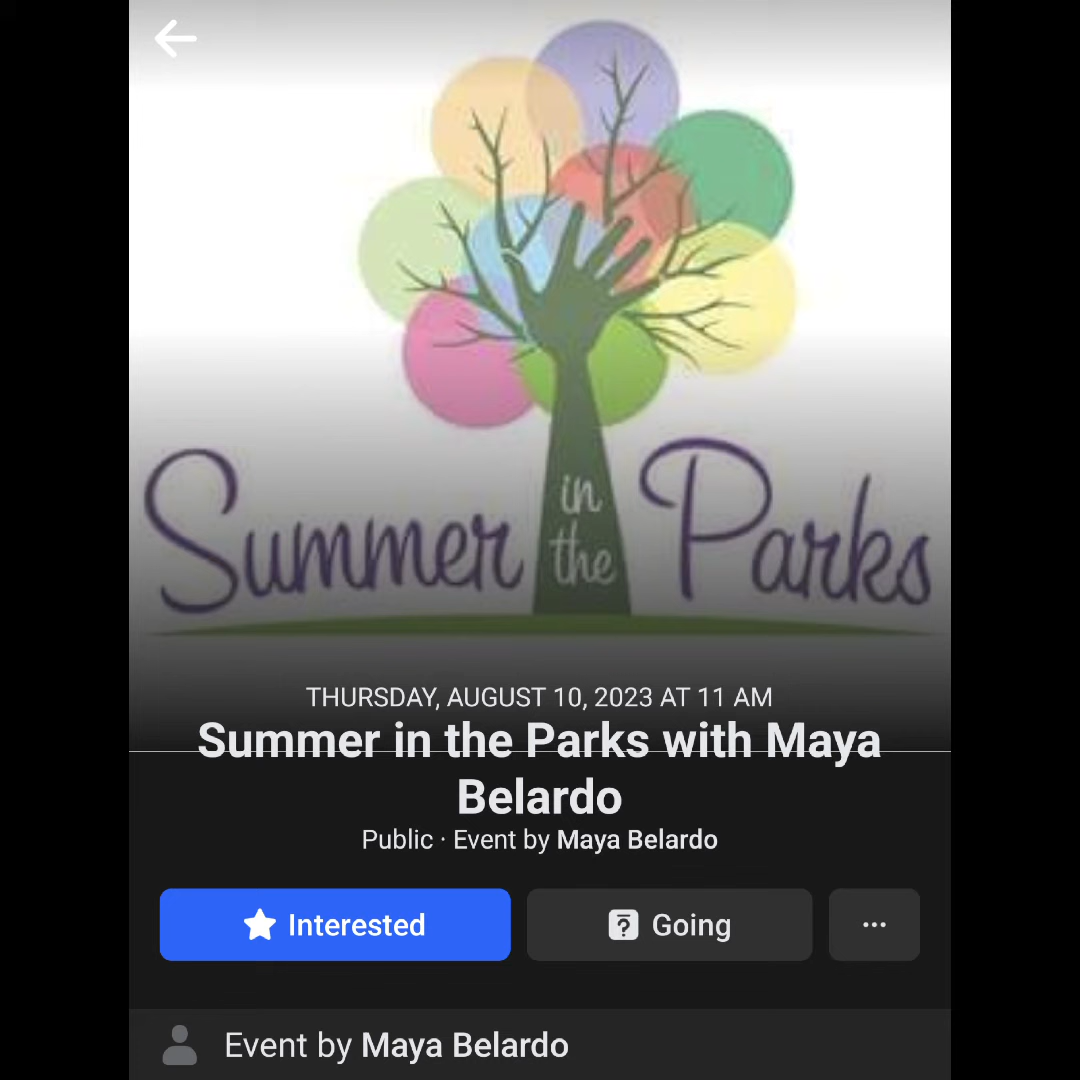 Summer in the Parks
THURSDAY, AUGUST 10, 2023 AT 11 AM
Summer in the Parks with Maya
Belardo
Public · Event by Maya Belardo
Interested
Going
Event by Maya Belardo